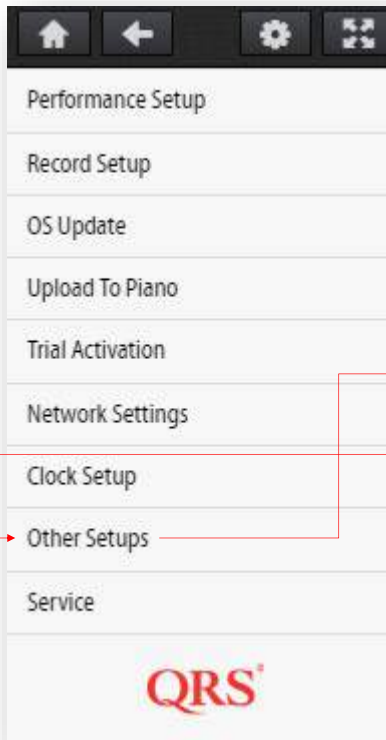 Performance Setup
Record Setup
OS Update
Upload To Piano
Trial Activation
Network Settings
Clock Setup
Other Setups
Service
QRS